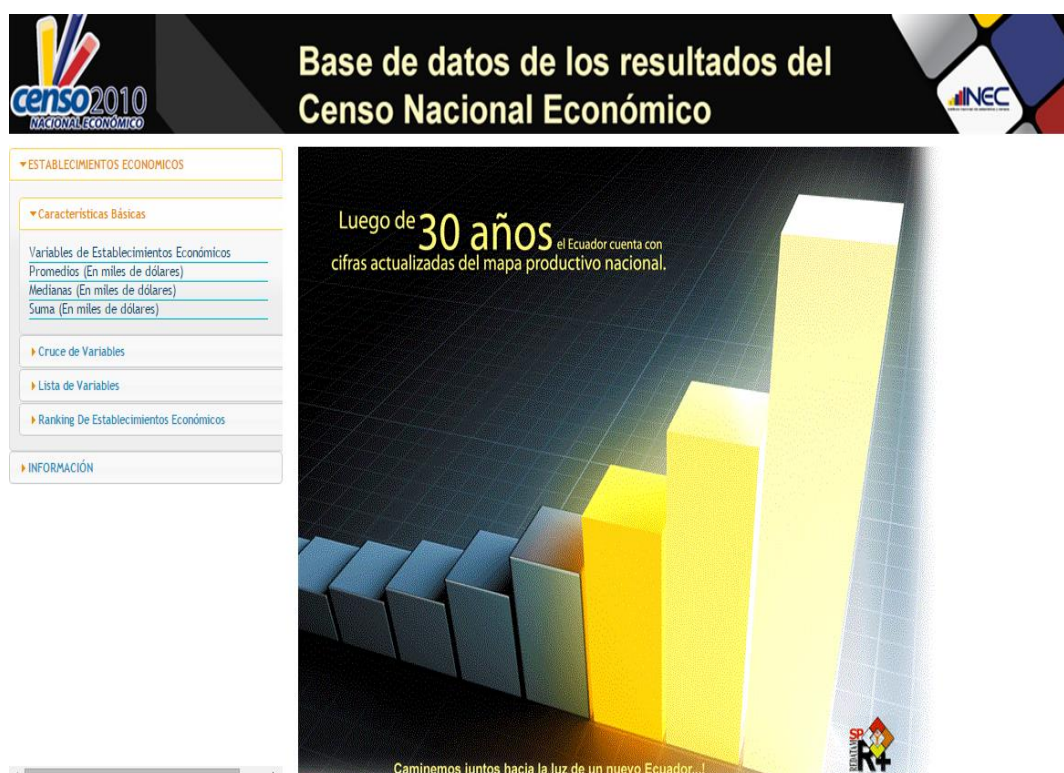 censo2010
NACIONAL ECONÓMICO
Base de datos de los resultados del
Censo Nacional Económico
INEC
ESTABLECIMIENTOS ECONOMICOS
Características Básicas
Variables de Establecimientos Económicos
Promedios (En miles de dólares)
Medianas (En miles de dólares)
Suma (En miles de dólares)
Cruce de Variables
Lista de Variables
Ranking De Establecimientos Económicos
INFORMACIÓN
Luego de 30 años el Ecuador cuenta con
cifras actualizadas del mapa productivo nacional.
Caminemos juntos hacia la luz de un nuevo Ecuador...!
REDATAM
SP
R+